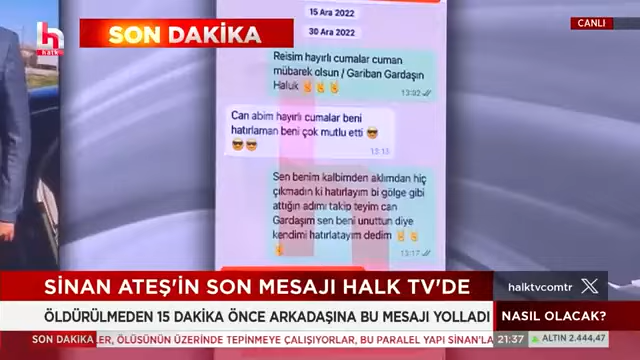 halk
SON DAKİKA
CANLI
15 Ara 2022
30 Ara 2022
Reisim hayırlı cumalar cuman
mübarek olsun / Gariban Gardaşın
Haluk
13:02
Can abim hayırlı cumalar beni
hatırlaman beni çok mutlu etti
13:13
Sen benim kalbimden aklımdan hiç
çıkmadın ki hatırlayım bi gölge gibi
attığın adımı takip teyim can
Gardaşım sen beni unuttun diye
kendimi hatırlatayım dedim
13:17
SİNAN ATEŞ'İN SON MESAJI HALK TV'DE
halktvcomtr X
ÖLDÜRÜLMEDEN 15 DAKİKA ÖNCE ARKADAŞINA BU MESAJI YOLLADI
NASIL OLACAK?
SON DAKİKA LER, ÖLÜSÜNÜN ÜZERİNDE TEPİNMEYE ÇALIŞIYORLAR, BU PARALEL YAPI SİNAN'LA 21:37 ALTIN 2.444,47